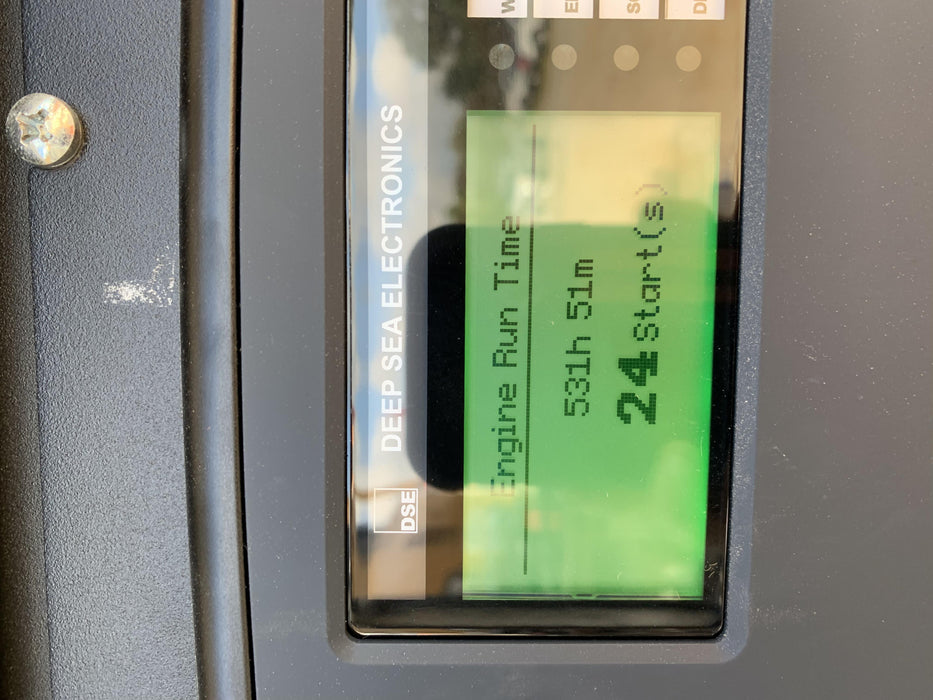 DSE DEEP SEA ELECTRONICS
Engine Run Time
531h 51m
24 Start(s)